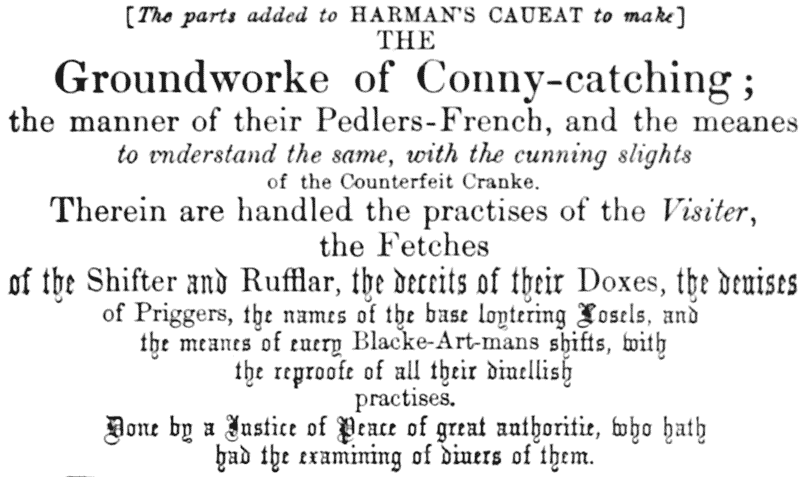 [The parts added to HARMAN'S CAUEAT to make]
THE
Groundworke of Conny-catching;
the manner of their Pedlers-French, and the meanes
to vnderstand the same, with the cunning slights
of the Counterfeit Cranke.
Therein are handled the practises of the Visiter,
the Fetches
of the Shifter and Rufflar, the deceits of their Doxes, the deuises
of Priggers, the names of the base loytering Losels, and
the meanes of euery Blacke-Art-mans shifts, with
the reproofe of all their diuellish
practises.
Done by a Iustice of Peace of great authoritie, who hath
had the examining of diuers of them.